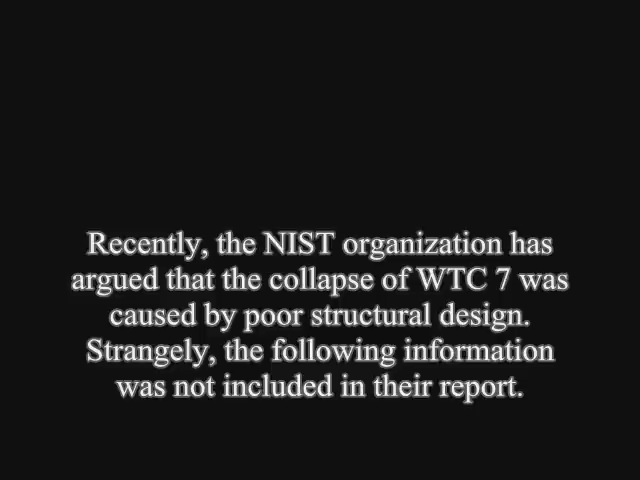 Recently, the NIST organization has
argued that the collapse of WTC 7 was
caused by poor structural design.
Strangely, the following information
was not included in their report.